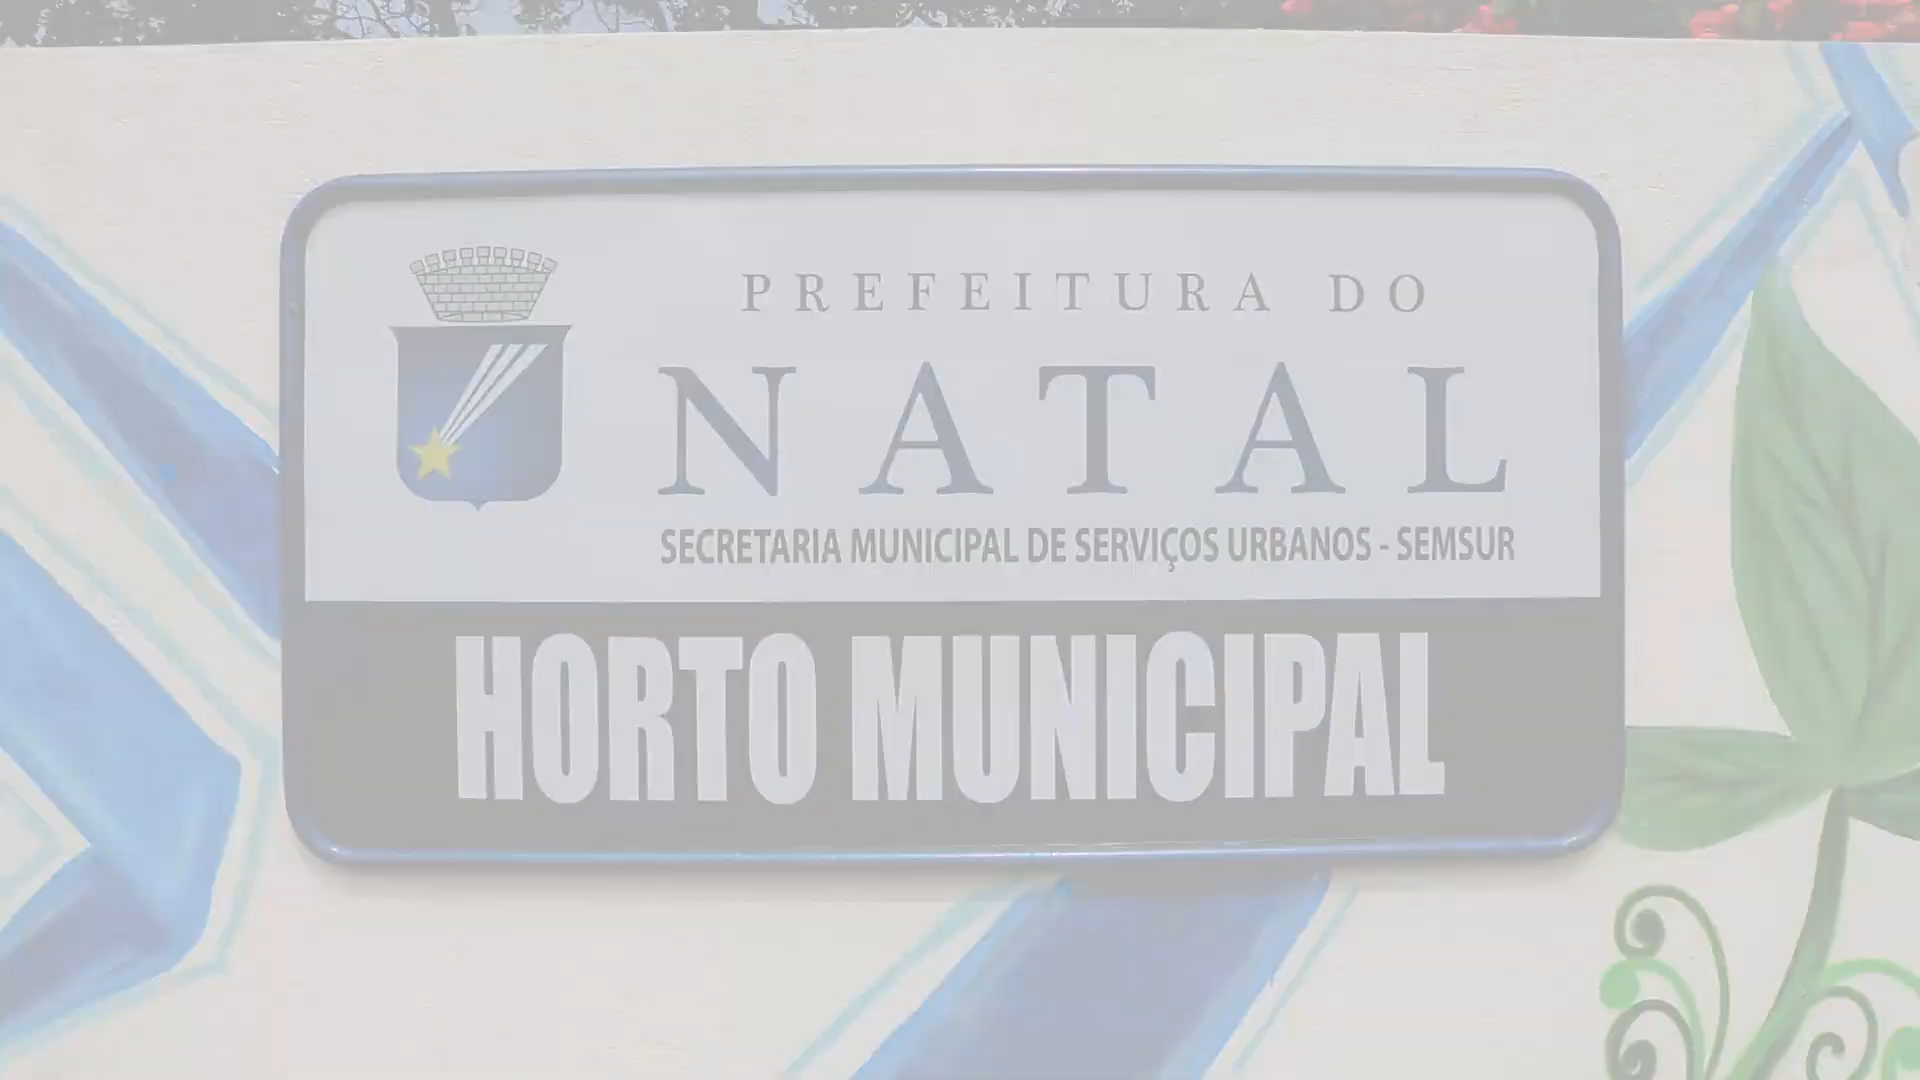 PREFEITURA DO
NATAL
SECRETARIA MUNICIPAL DE SERVIÇOS URBANOS - SEMSUR
HORTO MUNICIPAL